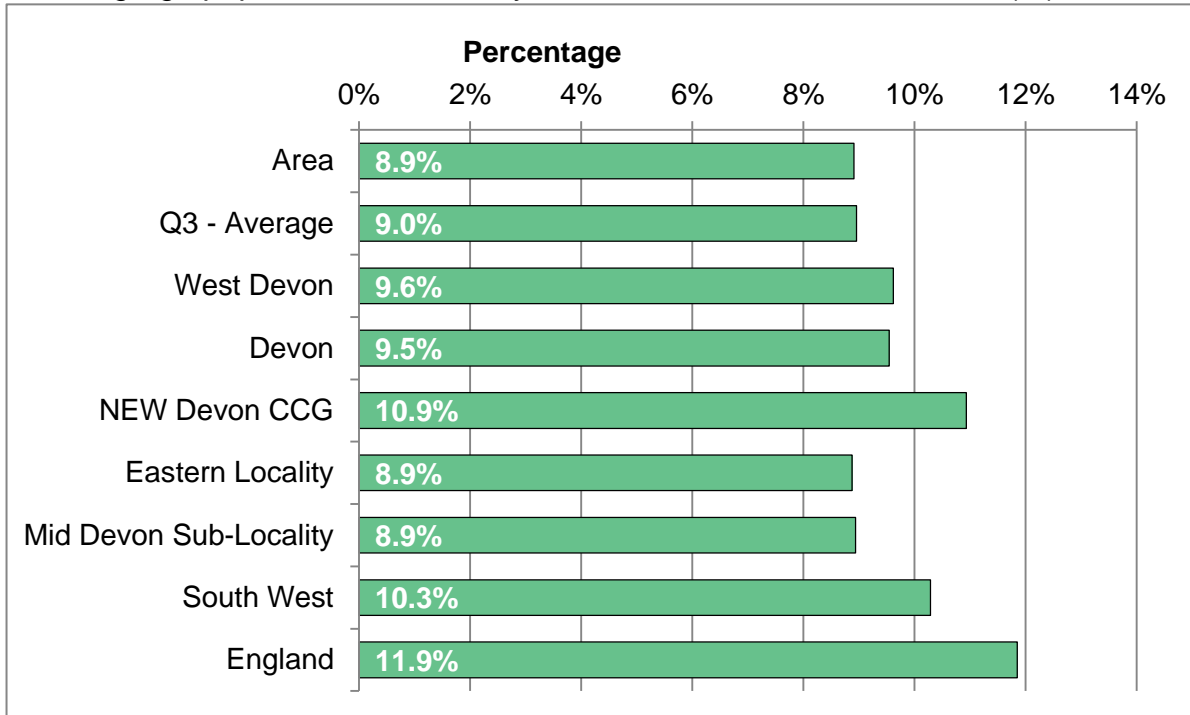 Percentage
0% 2% 4% 6% 8% 10% 12% 14%
Area 8.9%
Q3 - Average 9.0%
West Devon 9.6%
Devon 9.5%
NEW Devon CCG 10.9%
Eastern Locality 8.9%
Mid Devon Sub-Locality 8.9%
South West 10.3%
England 11.9%